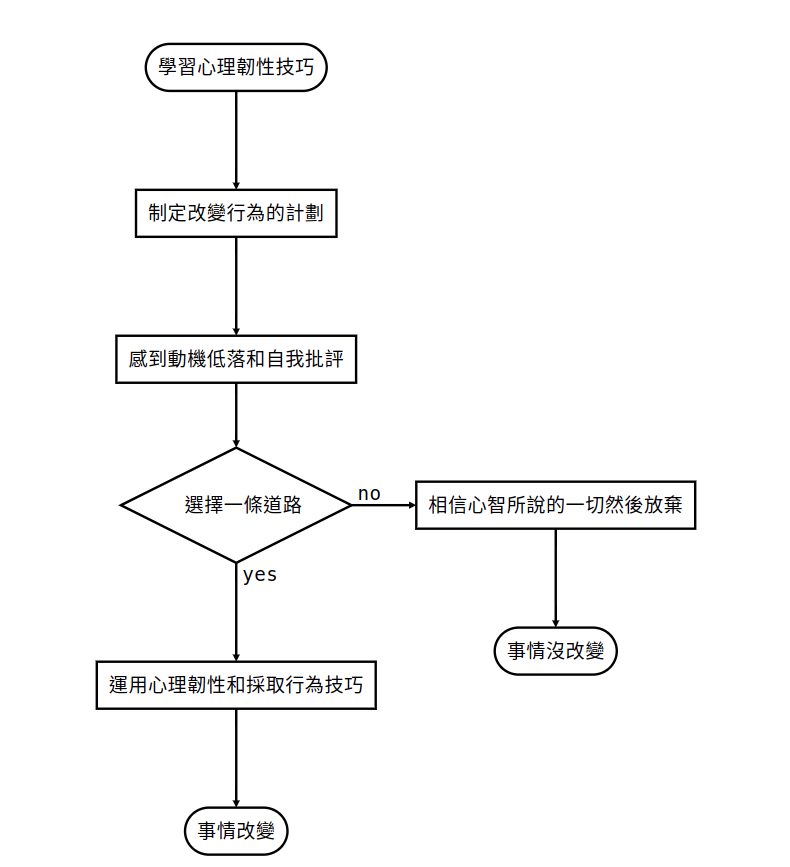 學習心理韌性技巧
制定改變行為的計劃
感到動機低落和自我批評
選擇一條道路
no
相信心智所說的一切然後放棄
yes
事情沒改變
運用心理韌性和採取行為技巧
事情改變